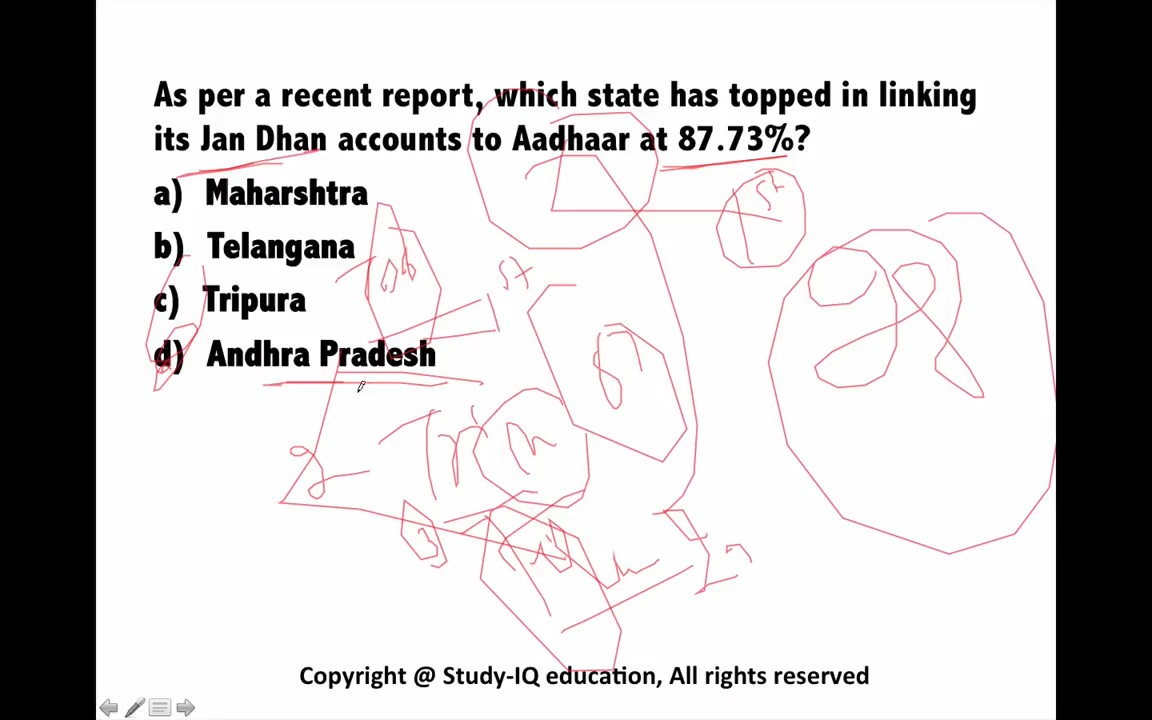 As per a recent report, which state has topped in linking
its Jan Dhan accounts to Aadhaar at 87.73%?
a) Maharshtra
b) Telangana
c) Tripura
d) Andhra Pradesh
Copyright @ Study-IQ education, All rights reserved